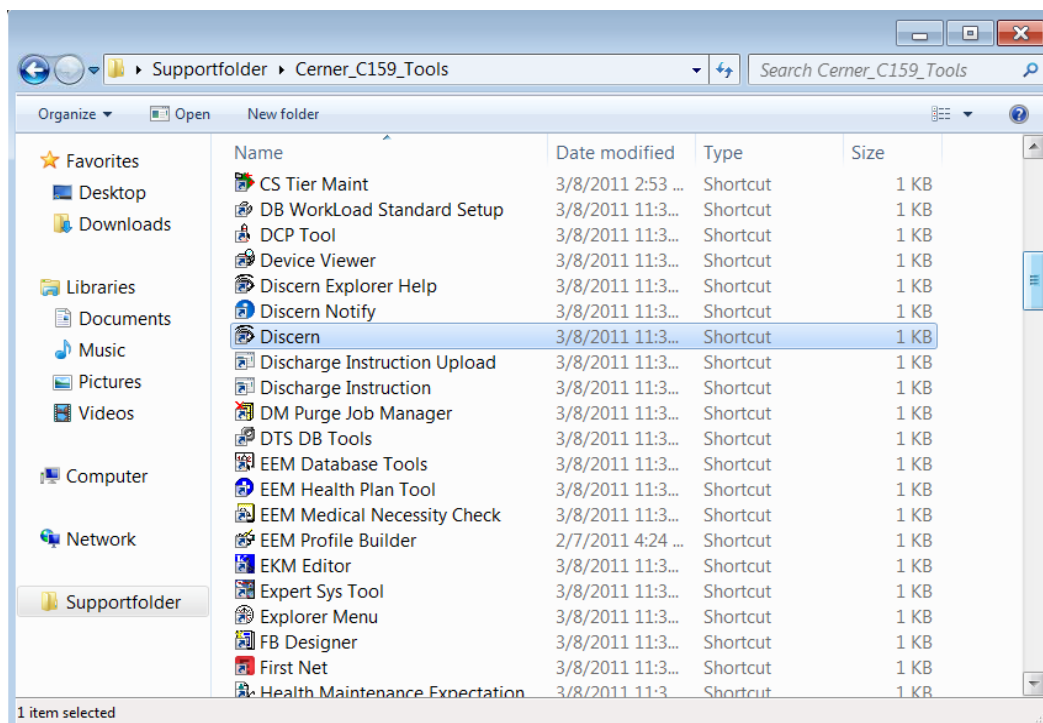 Supportfolder Cerner_C159_Tools Search Cerner_C159_Tools
Organize Open New folder
Favorites
Desktop
Downloads
Libraries
Documents
Music
Pictures
Videos
Computer
Network
Supportfolder
Name Date modified Type Size
CS Tier Maint 3/8/2011 2:53 ... Shortcut 1 KB
DB WorkLoad Standard Setup 3/8/2011 11:3... Shortcut 1 KB
DCP Tool 3/8/2011 11:3... Shortcut 1 KB
Device Viewer 3/8/2011 11:3... Shortcut 1 KB
Discern Explorer Help 3/8/2011 11:3... Shortcut 1 KB
Discern Notify 3/8/2011 11:3... Shortcut 1 KB
Discern 3/8/2011 11:3... Shortcut 1 KB
Discharge Instruction Upload 3/8/2011 11:3... Shortcut 1 KB
Discharge Instruction 3/8/2011 11:3... Shortcut 1 KB
DM Purge Job Manager 3/8/2011 11:3... Shortcut 1 KB
DTS DB Tools 3/8/2011 11:3... Shortcut 1 KB
EEM Database Tools 3/8/2011 11:3... Shortcut 1 KB
EEM Health Plan Tool 3/8/2011 11:3... Shortcut 1 KB
EEM Medical Necessity Check 3/8/2011 11:3... Shortcut 1 KB
EEM Profile Builder 2/7/2011 4:24 ... Shortcut 1 KB
EKM Editor 3/8/2011 11:3... Shortcut 1 KB
Expert Sys Tool 3/8/2011 11:3... Shortcut 1 KB
Explorer Menu 3/8/2011 11:3... Shortcut 1 KB
FB Designer 3/8/2011 11:3... Shortcut 1 KB
First Net 3/8/2011 11:3... Shortcut 1 KB
Health Maintenance Expectation 3/8/2011 11:3... Shortcut 1 KB
1 item selected